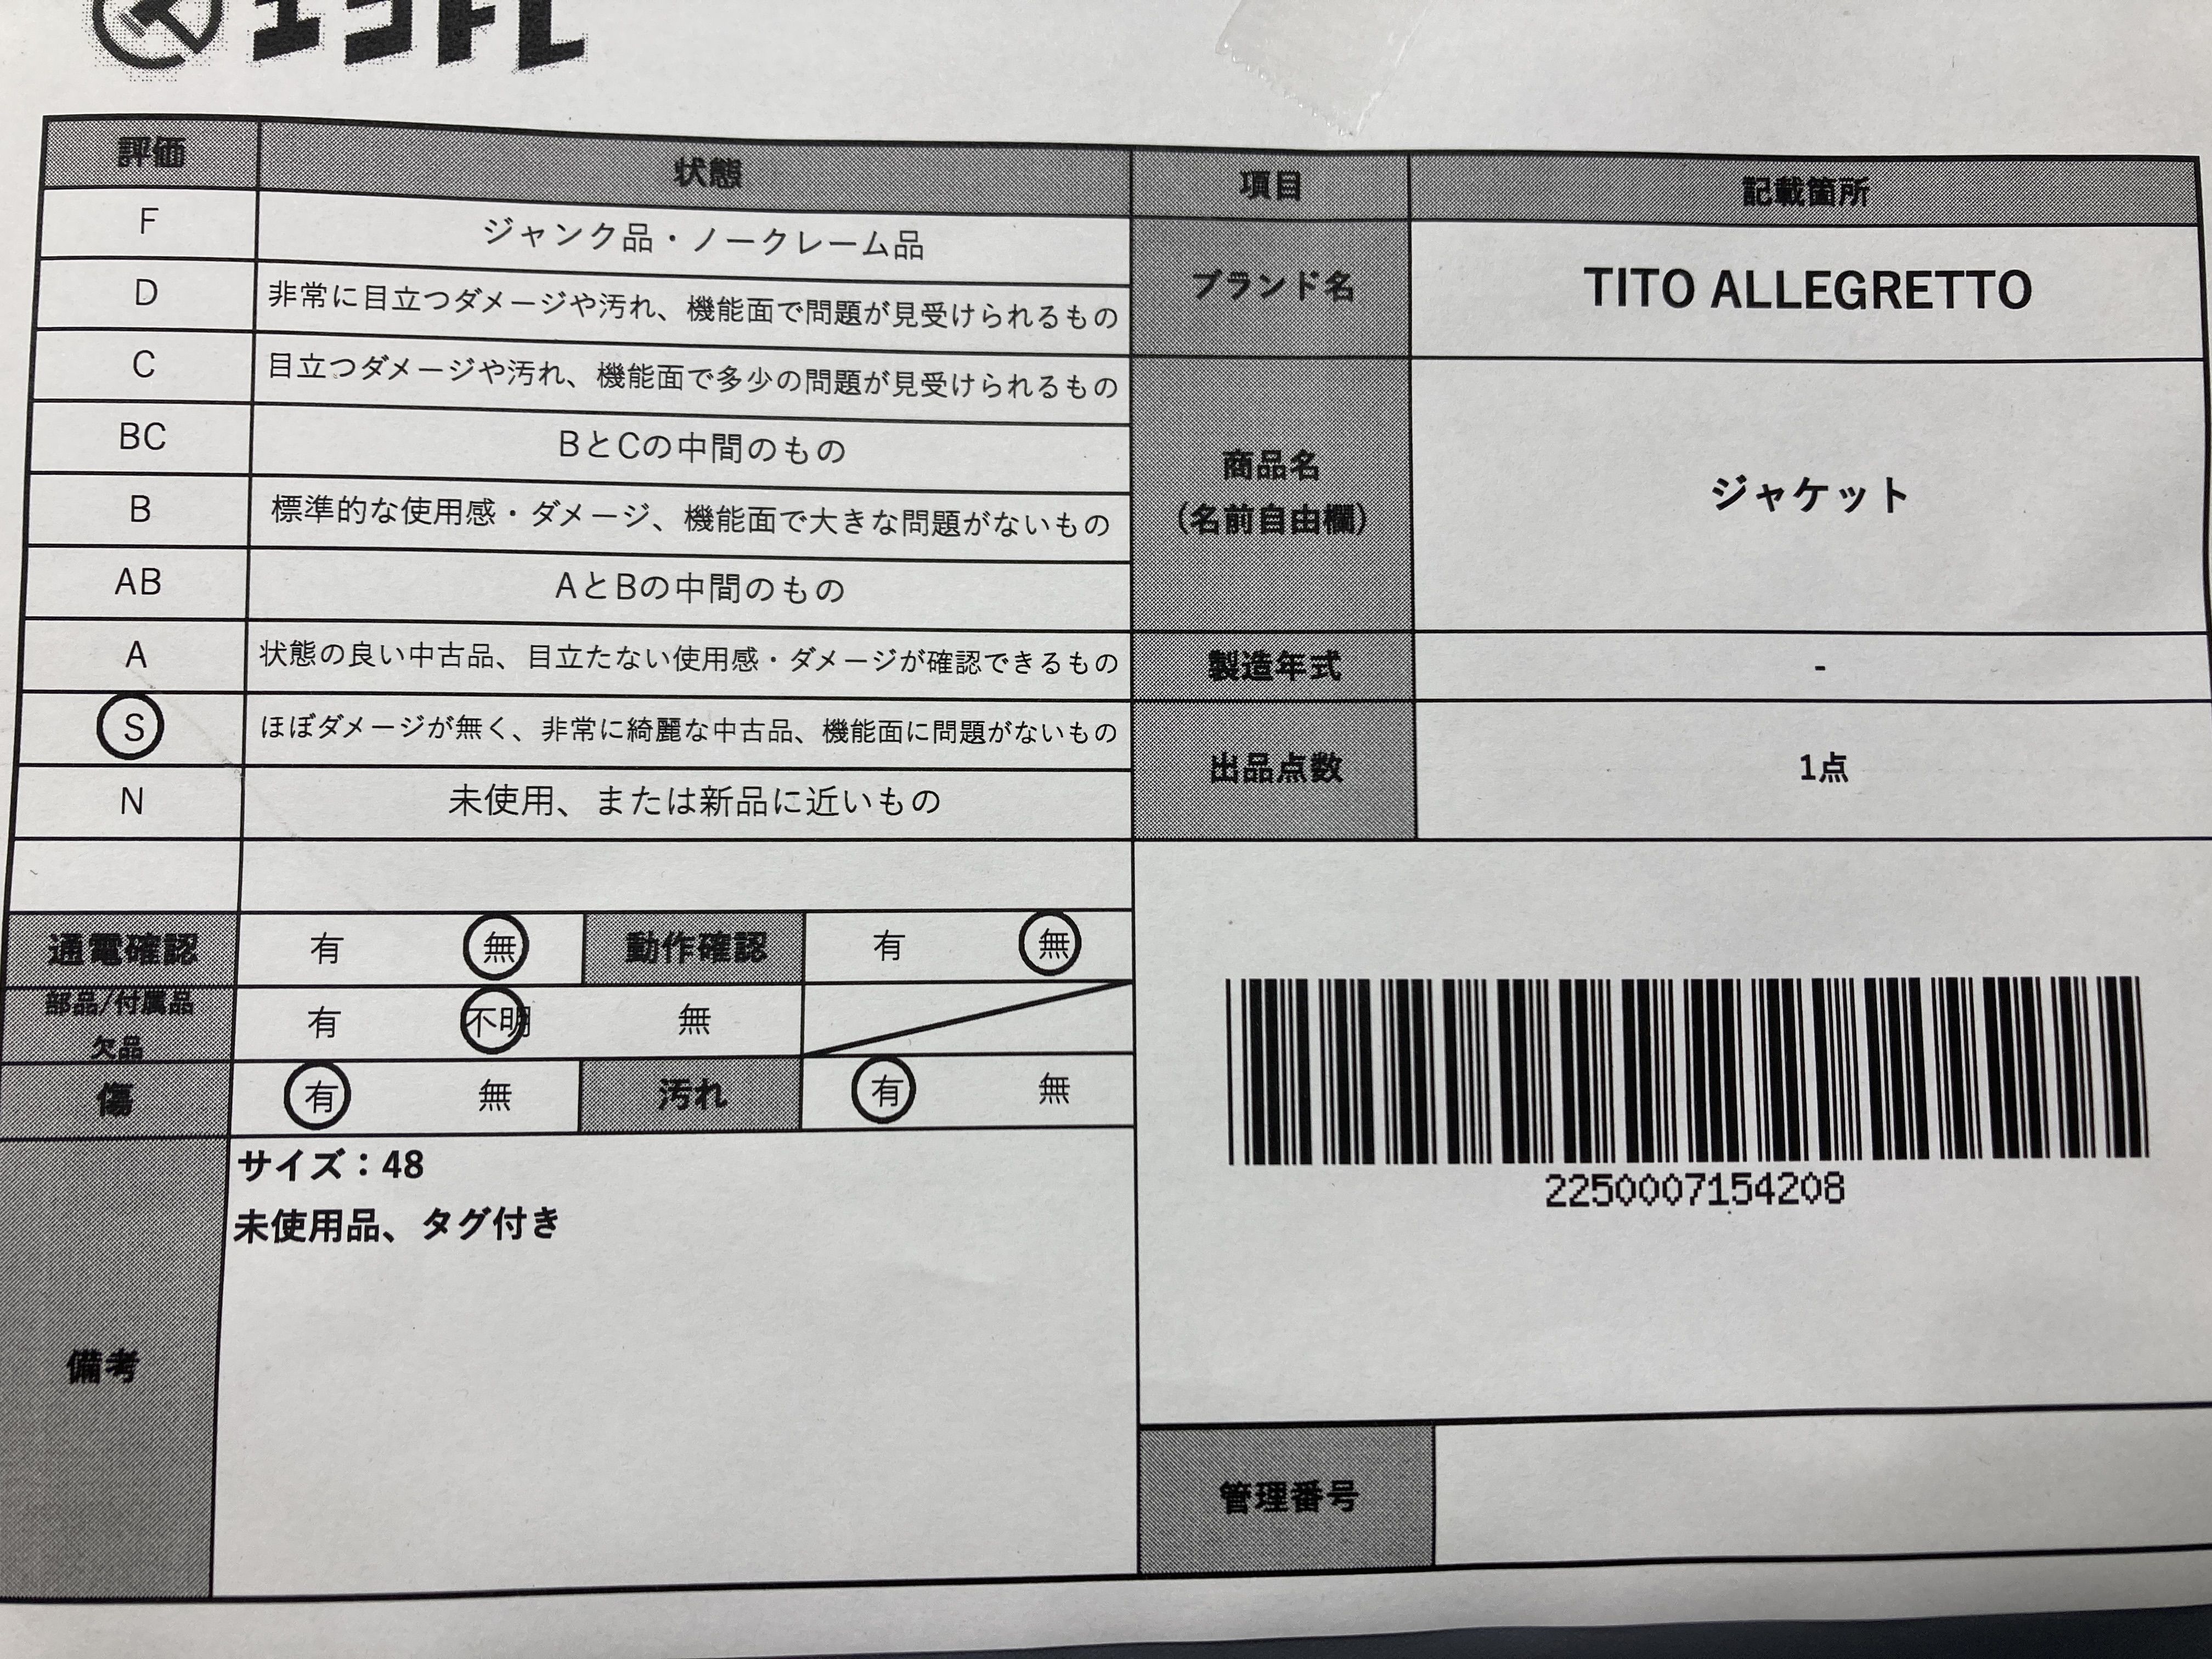 エコトレ
評価 状態 項目 記載箇所
F ジャンク品・ノークレーム品
D 非常に目立つダメージや汚れ、機能面で問題が見受けられるもの
ブランド名 TITO ALLEGRETTO
C 目立つダメージや汚れ、機能面で多少の問題が見受けられるもの
BC BとCの中間のもの
B 標準的な使用感・ダメージ、機能面で大きな問題がないもの
商品名
(名前自由欄)
ジャケット
AB AとBの中間のもの
A 状態の良い中古品、目立たない使用感・ダメージが確認できるもの
製造年式 -
S ほぼダメージが無く、非常に綺麗な中古品、機能面に問題がないもの
出品点数 1点
N 未使用、または新品に近いもの
通電確認 有 無 動作確認 有 無
部品/付属品
欠品
有 不明 無
傷 有 無 汚れ 有 無
2250007154208
備考
サイズ：48
未使用品、タグ付き
管理番号